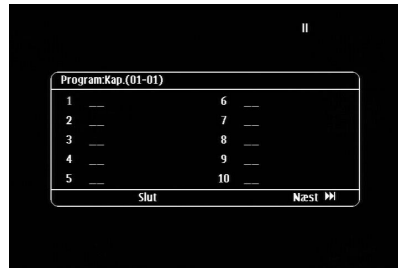 Program:Kap.(01-01)
1 __ 6 __
2 __ 7 __
3 __ 8 __
4 __ 9 __
5 __ 10 __
Slut Næst